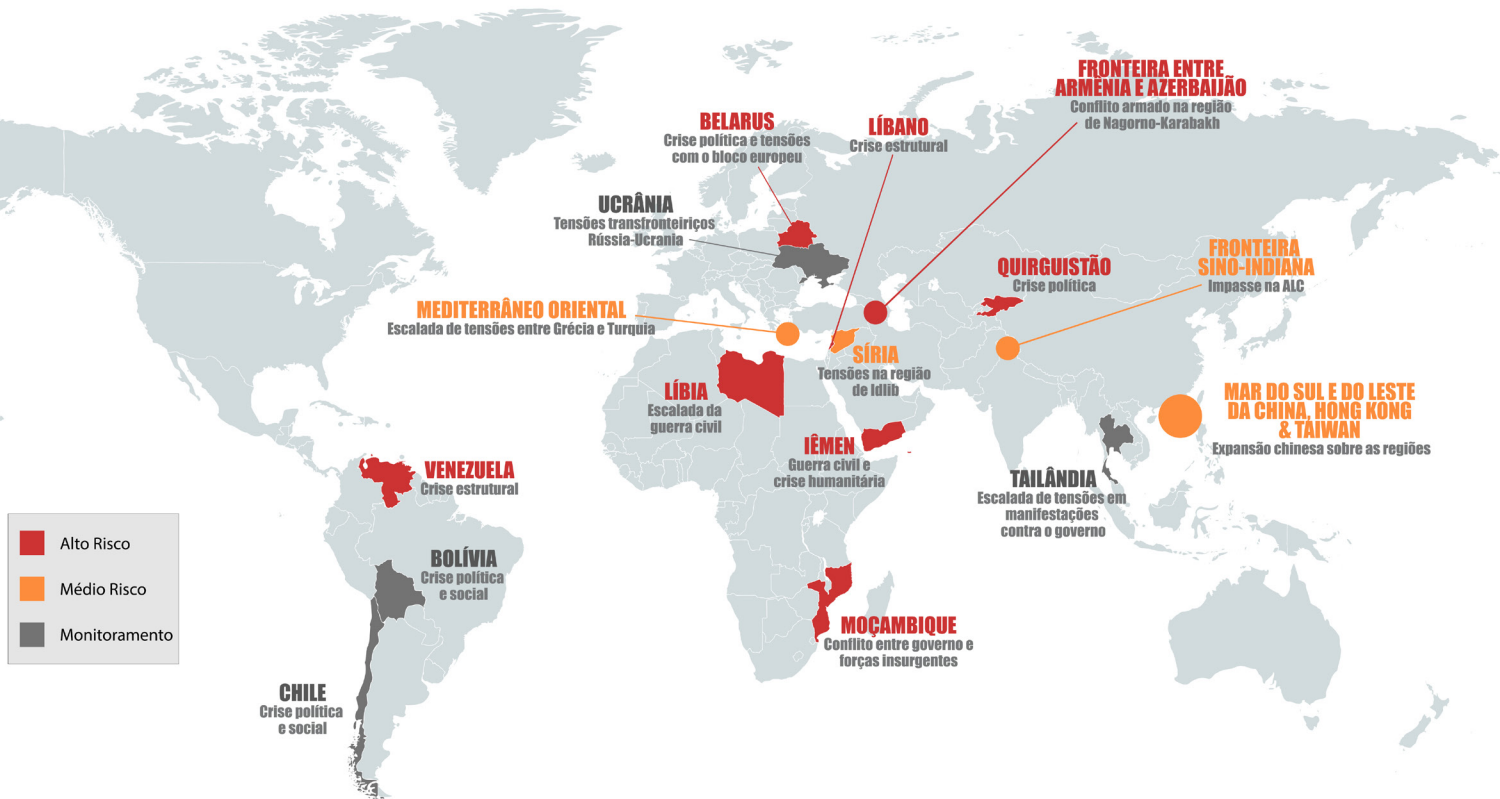 FRONTEIRA ENTRE
ARMÊNIA E AZERBAIJÃO
Conflito armado na região
de Nagorno-Karabakh
BELARUS
Crise política e tensões
com o bloco europeu
LÍBANO
Crise estrutural
UCRÂNIA
Tensões transfronteiriços
Rússia-Ucrania
FRONTEIRA
SINO-INDIANA
Impasse na ALC
QUIRGUISTÃO
Crise política
MEDITERRÂNEO ORIENTAL
Escalada de tensões entre Grécia e Turquia
SÍRIA
Tensões na região
de Idlib
LÍBIA
Escalada da
guerra civil
MAR DO SUL E DO LESTE
DA CHINA, HONG KONG
& TAIWAN
Expansão chinesa sobre as regiões
IÊMEN
Guerra civil e
crise humanitária
VENEZUELA
Crise estrutural
TAILÂNDIA
Escalada de tensões em
manifestações
contra o governo
Alto Risco
Médio Risco
Monitoramento
BOLÍVIA
Crise política
e social
MOÇAMBIQUE
Conflito entre governo e
forças insurgentes
CHILE
Crise política
e social